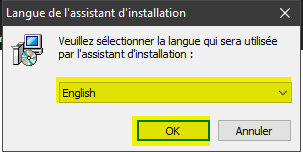 Langue de l'assistant d'installation
Veuillez sélectionner la langue qui sera utilisée
par l'assistant d'installation :
English
OK
Annuler